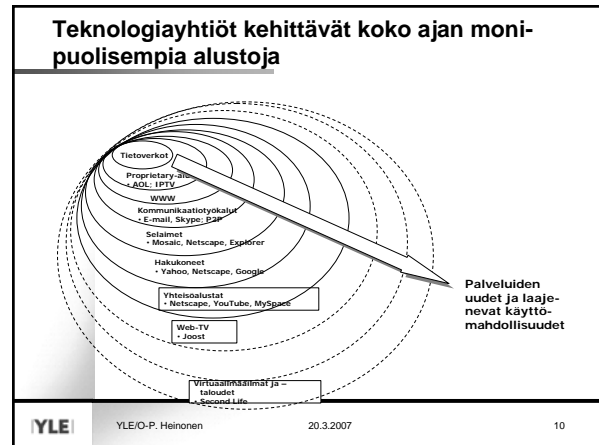 Teknologiayhtiöt kehittävät koko ajan moni-
puolisempia alustoja
Tietoverkot
• AOL; IPTV
WWW
Kommunikaatiotyökalut
• E-mail, Skype; P2P
Selaimet
• Mosaic, Netscape, Explorer
Hakukoneet
• Yahoo, Netscape, Google
Yhteisöalustat
• Netscape, YouTube, MySpace
Web-TV
• Joost
Virtuaalimaailmat ja –
taloudet
• Second Life
Palveluiden
uudet ja laaje-
nevat käyttö-
mahdollisuudet
YLE
YLE/O-P. Heinonen
20.3.2007
10